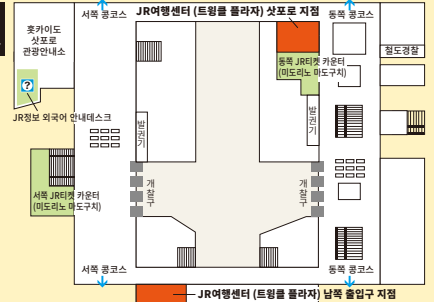 서쪽 콩코스
JR여행센터 (트윙클 플라자) 삿포로 지점
동쪽 콩코스
홋카이도
삿포로
관광안내소
?
JR정보 외국어 안내데스크
동쪽 JR티켓 카운터
(미도리노 마도구치)
철도경찰
발권기
발권기
서쪽 JR티켓 카운터
(미도리노 마도구치)
개찰구
개찰구
서쪽 콩코스
동쪽 콩코스
JR여행센터 (트윙클 플라자) 남쪽 출입구 지점